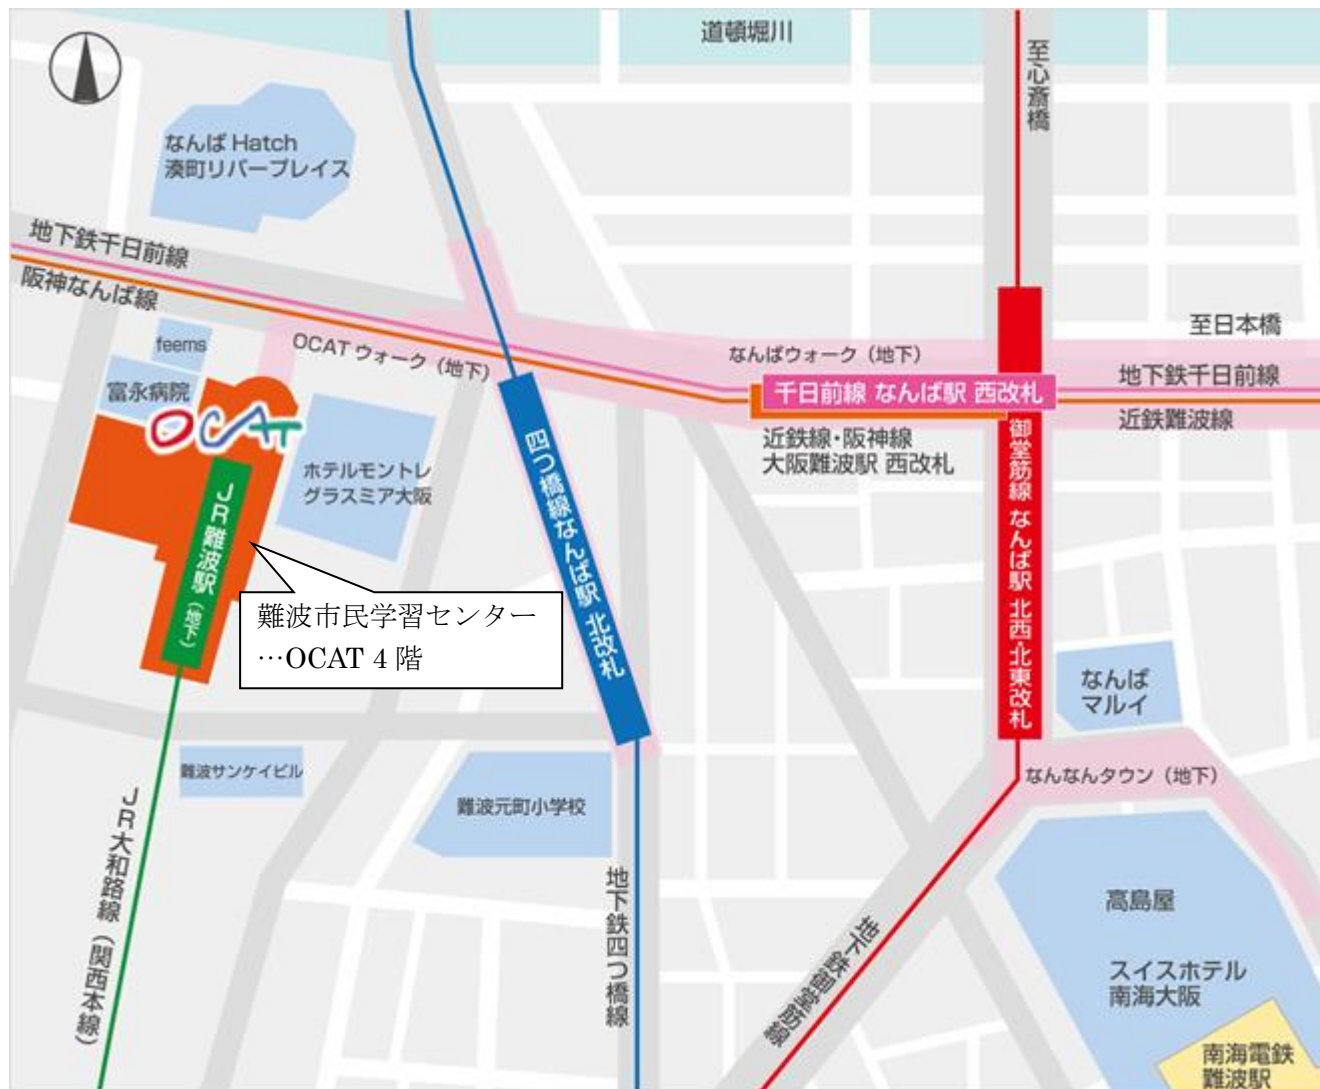 道頓堀川
至心斎橋
なんば Hatch
湊町リバープレイス
地下鉄千日前線
阪神なんば線
feems
富永病院
OCAT
OCAT ウォーク（地下）
なんばウォーク（地下）
至日本橋
地下鉄千日前線
近鉄難波線
千日前線 なんば駅 西改札
近鉄線・阪神線
大阪難波駅 西改札
ホテルモントレ
グラスミア大阪
JR難波駅（地下）
四つ橋線なんば駅 北改札
御堂筋線 なんば駅 北西・北東改札
難波市民学習センター
…OCAT 4 階
なんば
マルイ
なんなんタウン（地下）
難波サンケイビル
難波元町小学校
JR大和路線（関西本線）
地下鉄四つ橋線
地下鉄御堂筋線
高島屋
スイスホテル
南海大阪
南海電鉄
難波駅